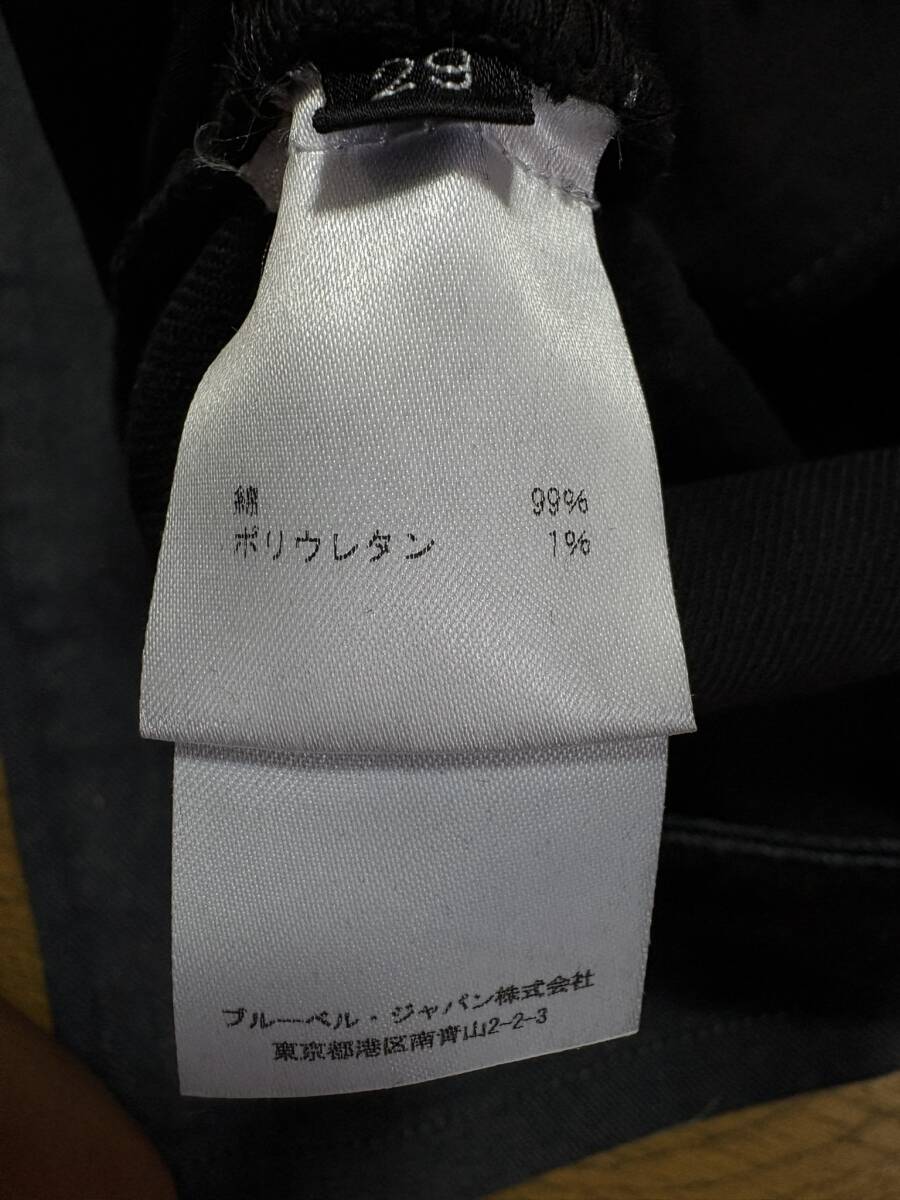 29
綿 99%
ポリウレタン 1%
ブルーベル・ジャパン株式会社
東京都港区南青山2-2-3